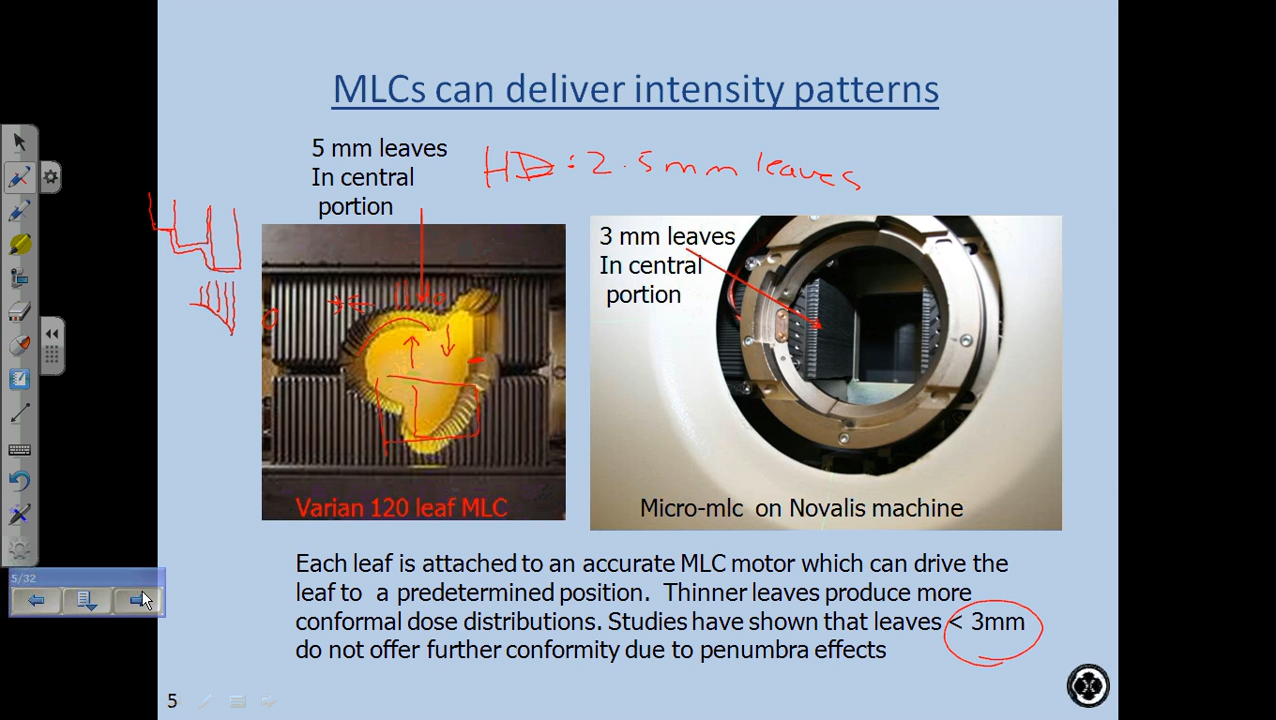 MLCs can deliver intensity patterns
5 mm leaves
In central
portion
HD: 2.5mm leaves
3 mm leaves
In central
portion
Varian 120 leaf MLC
Micro-mlc on Novalis machine
Each leaf is attached to an accurate MLC motor which can drive the
leaf to a predetermined position. Thinner leaves produce more
conformal dose distributions. Studies have shown that leaves < 3mm
do not offer further conformity due to penumbra effects
5/32
5